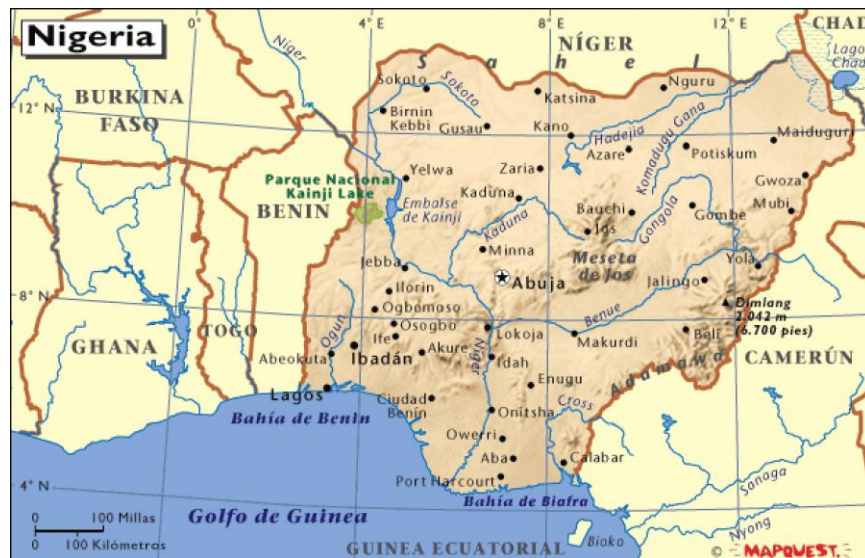 Nigeria
4°E
8°E
12°E
CHAD
Lago
Chad
NÍGER
Niger
Sahel
BURKINA
FASO
12°N
Sokoto
Sokoto
Katsina
Nguru
Birnin
Kebbi
Gusau
Kano
Hadejia
Komadugu Gana
Maiduguri
Azare
Potiskum
Yelwa
Zaria
Parque Nacional
Kainji Lake
Kaduna
Gwoza
BENIN
Embalse
de Kainji
Kaduna
Bauchi
Gongola
Gombe
Mubi
Jos
Minna
Meseta
de Jos
Jebba
Yola
Abuja
Jalingo
8°N
Ilorin
Ogbomoso
Dimlang
2.042 m
(6.700 pies)
Benue
Osogbo
Lokoja
Beli
GHANA
TOGO
Ogun
Ife
Makurdi
Abeokuta
Ibadán
Akure
Niger
Idah
CAMERÚN
Adamawa
Enugu
Lagos
Ciudad
Benín
Cross
Bahía de Benin
Onitsha
Owerri
Aba
Calabar
Port Harcourt
Sanaga
4°N
Bahía de Biafra
Golfo de Guinea
0 100 Millas
0 100 Kilómetros
Nyong
Bioko
GUINEA ECUATORIAL
© MAPQUEST.